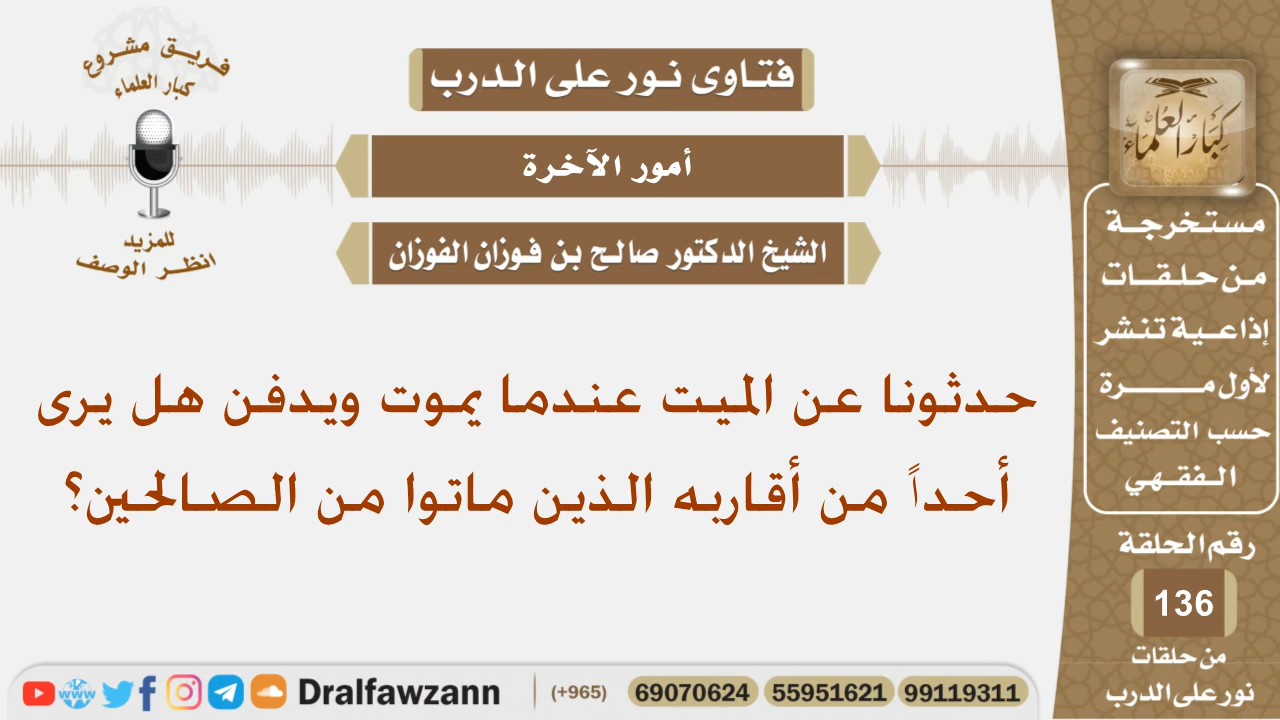 فتاوى نور على الدرب
أمور الآخرة
الشيخ الدكتور صالح بن فوزان الفوزان
حدثونا عن الميت عندما يموت ويدفن هل يرى
أحداً من أقاربه الذين ماتوا من الصالحين؟
فريق مشروع
كبار العلماء
للمزيد
انظر الوصف
كبار العلماء
مستخرجة
من حلقات
إذاعية تنشر
لأول مرة
حسب التصنيف
الفقهي
رقم الحلقة
136
من حلقات
نور على الدرب
www
Dralfawzann
(+965)
69070624
55951621
99119311